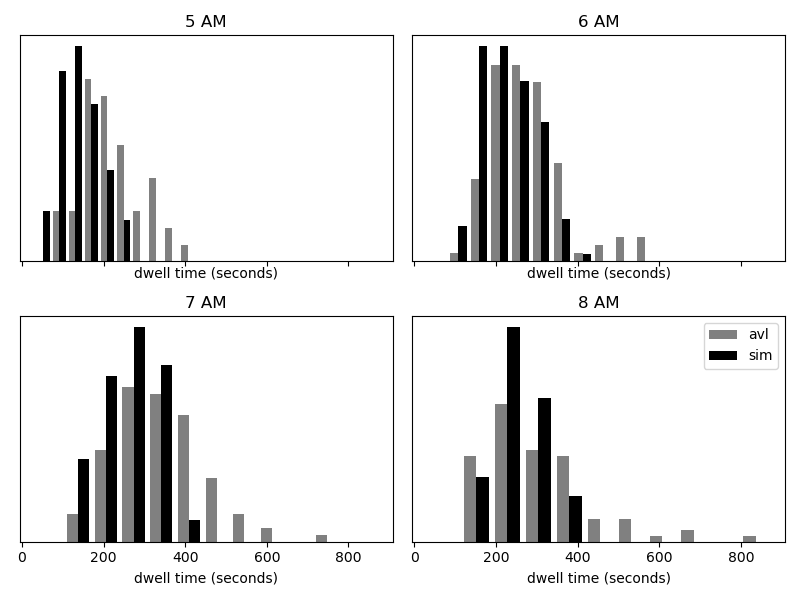 5 AM
6 AM
dwell time (seconds)
dwell time (seconds)
7 AM
8 AM
avl
sim
0 200 400 600 800
0 200 400 600 800
dwell time (seconds)
dwell time (seconds)